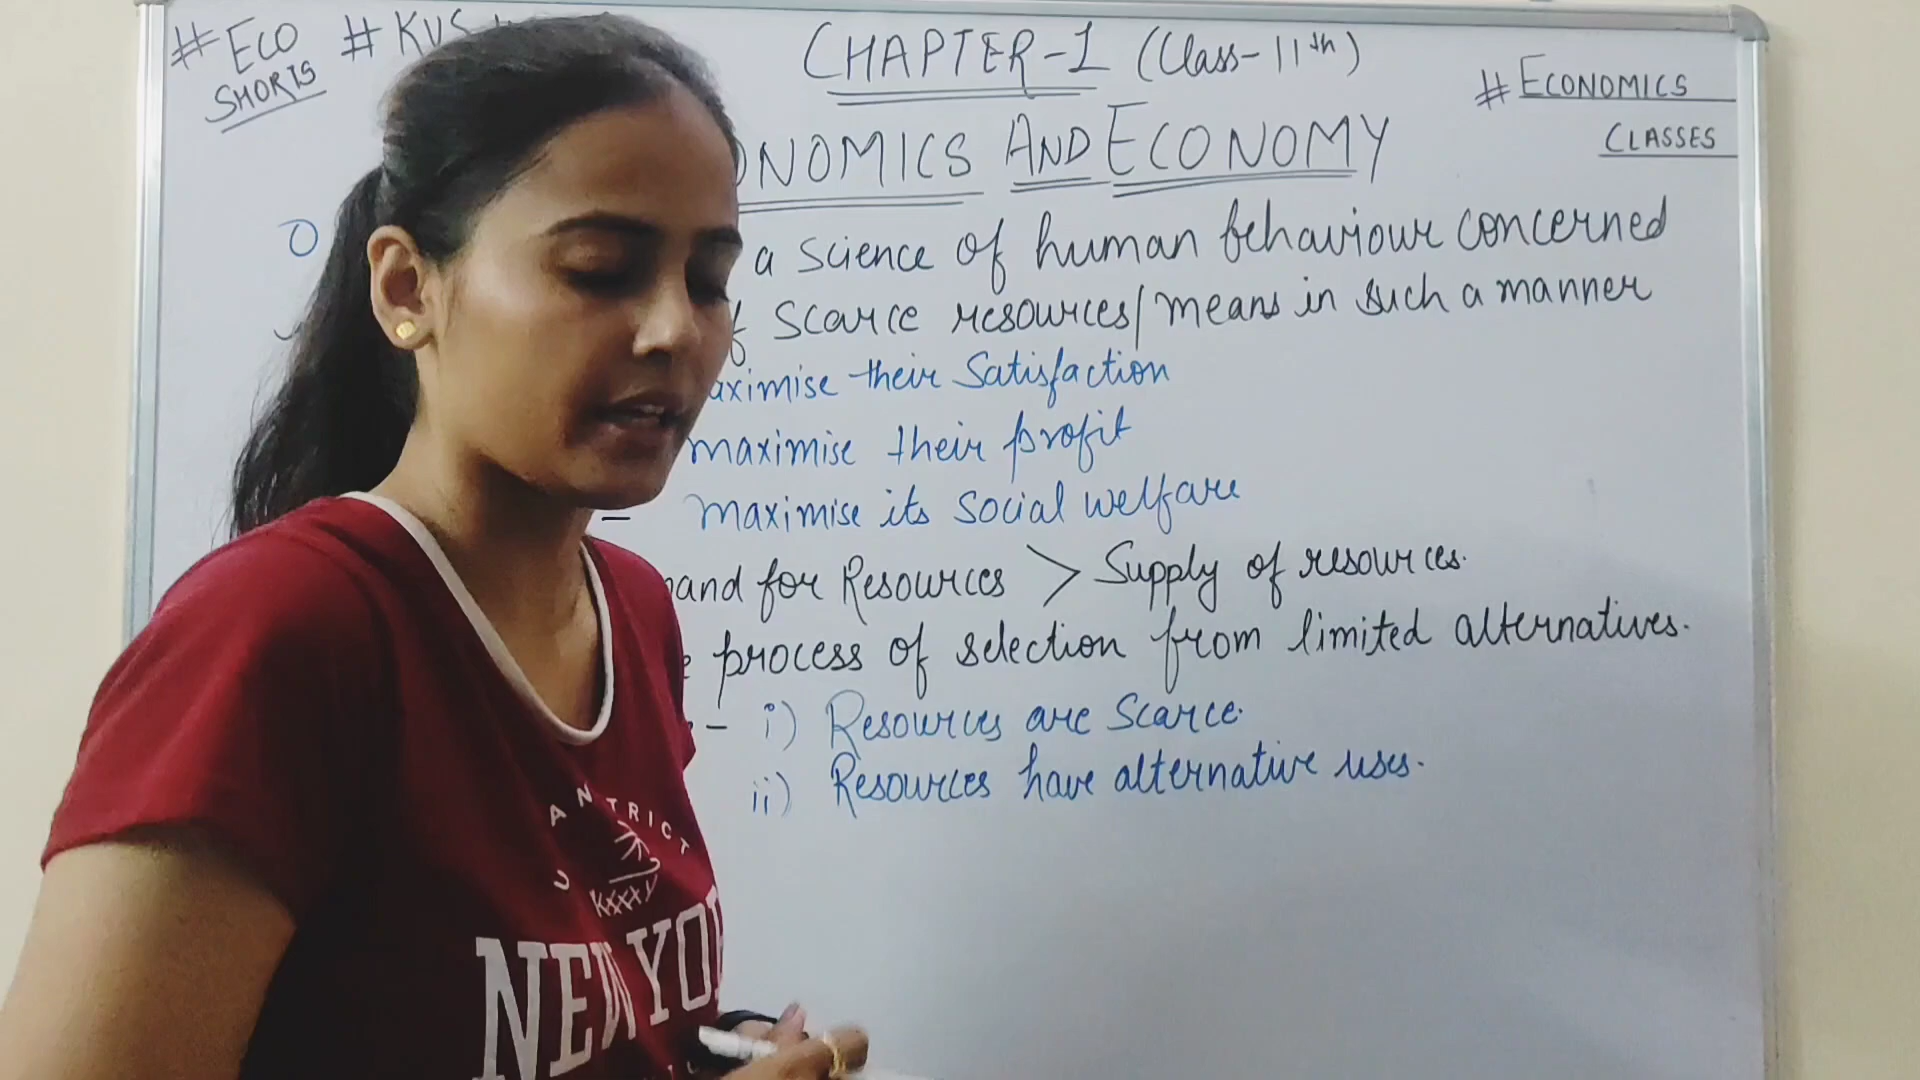 # ECO # KVS
SHORTS
CHAPTER-1 (Class-11th)
# ECONOMICS
CLASSES
NOMICS AND ECONOMY
a science of human behaviour concerned
scarce resources/means in such a manner
aximise their Satisfaction
maximise their profit
- maximise its social welfare
and for Resources > Supply of resources.
process of selection from limited alternatives.
- i) Resources are Scarce.
ii) Resources have alternative uses.
NEW YO